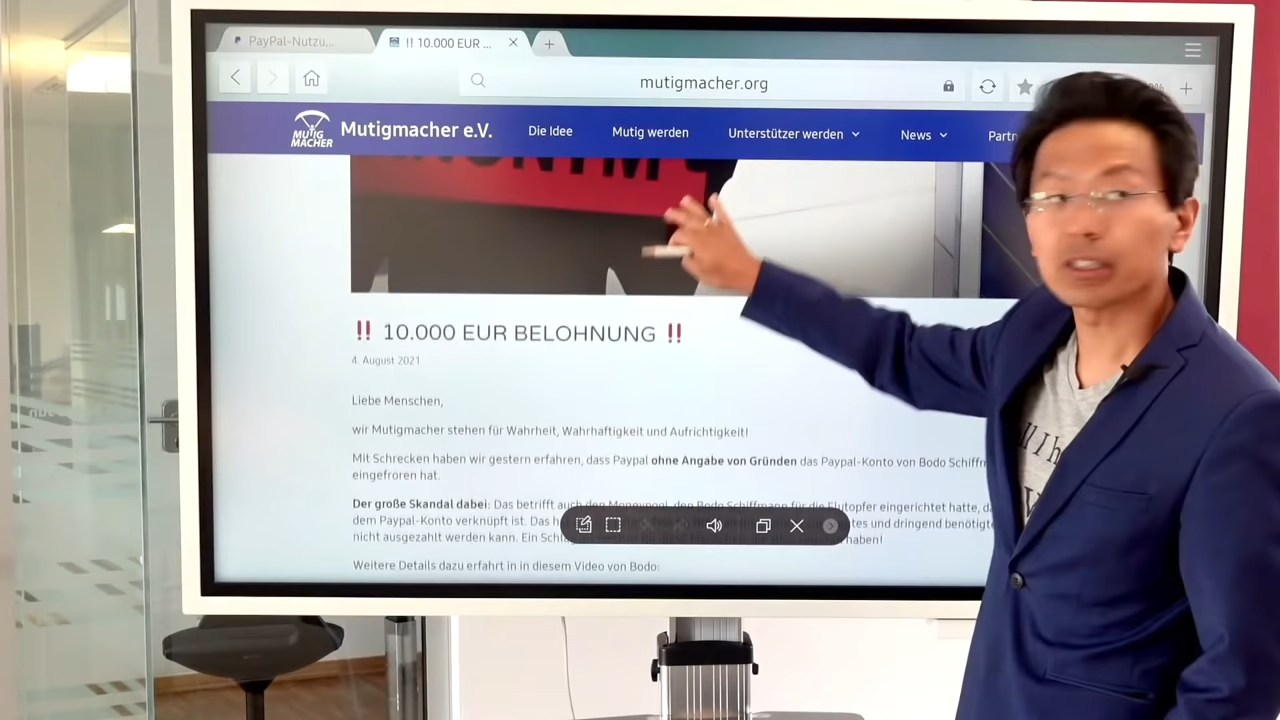 PayPal-Nutzu...
!! 10.000 EUR ...
mutigmacher.org
MUTIG
MACHER
Mutigmacher e.V.
Die Idee
Mutig werden
Unterstützer werden
News
Partn
‼ 10.000 EUR BELOHNUNG ‼
4. August 2021
Liebe Menschen,
wir Mutigmacher stehen für Wahrheit, Wahrhaftigkeit und Aufrichtigkeit!
Mit Schrecken haben wir gestern erfahren, dass Paypal ohne Angabe von Gründen das Paypal-Konto von Bodo Schiffm
eingefroren hat.
Der große Skandal dabei: Das betrifft auch den Moneypool, den Bodo Schiffmann für die Flutopfer eingerichtet hatte, da
dem Paypal-Konto verknüpft ist. Das h tes und dringend benötigte
nicht ausgezahlt werden kann. Ein Schla haben!
Weitere Details dazu erfahrt in in diesem Video von Bodo: